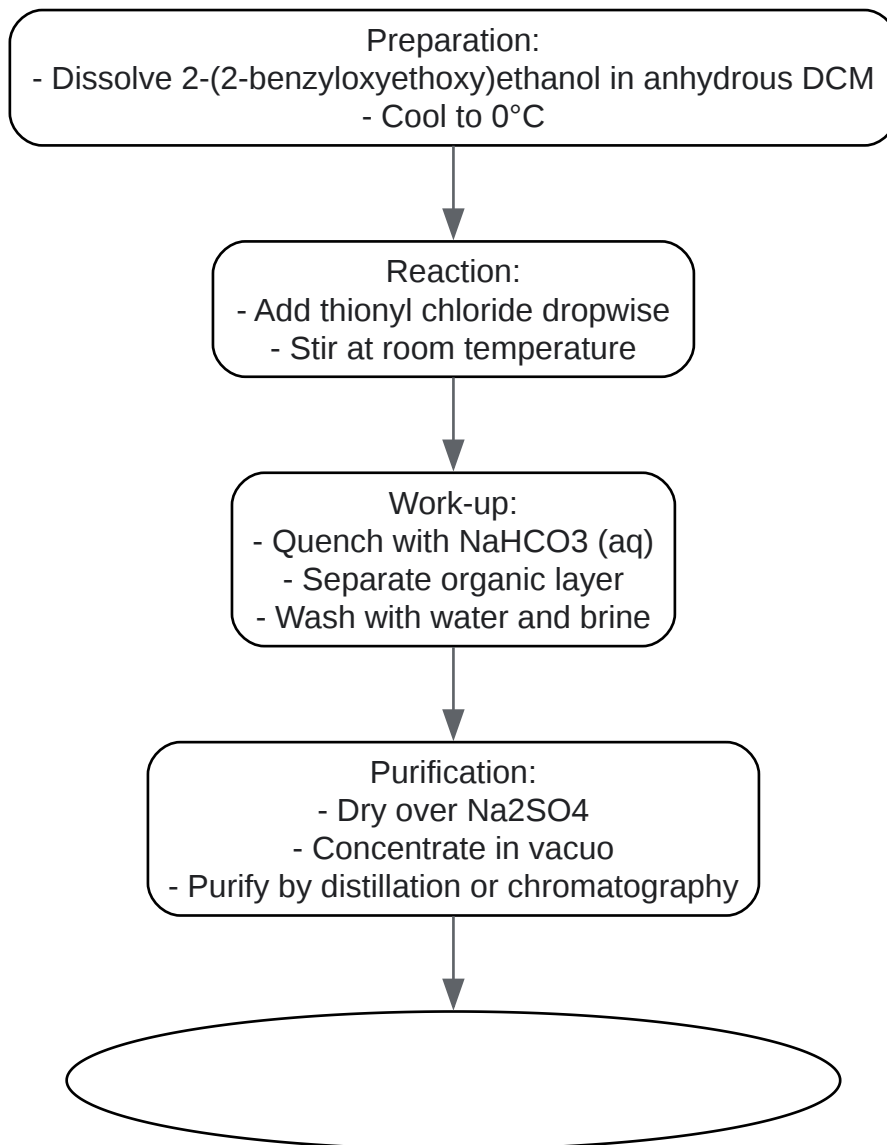 Preparation:
- Dissolve 2-(2-benzyloxyethoxy)ethanol in anhydrous DCM
- Cool to 0°C
Reaction:
- Add thionyl chloride dropwise
- Stir at room temperature
Work-up:
- Quench with NaHCO3 (aq)
- Separate organic layer
- Wash with water and brine
Purification:
- Dry over Na2SO4
- Concentrate in vacuo
- Purify by distillation or chromatography